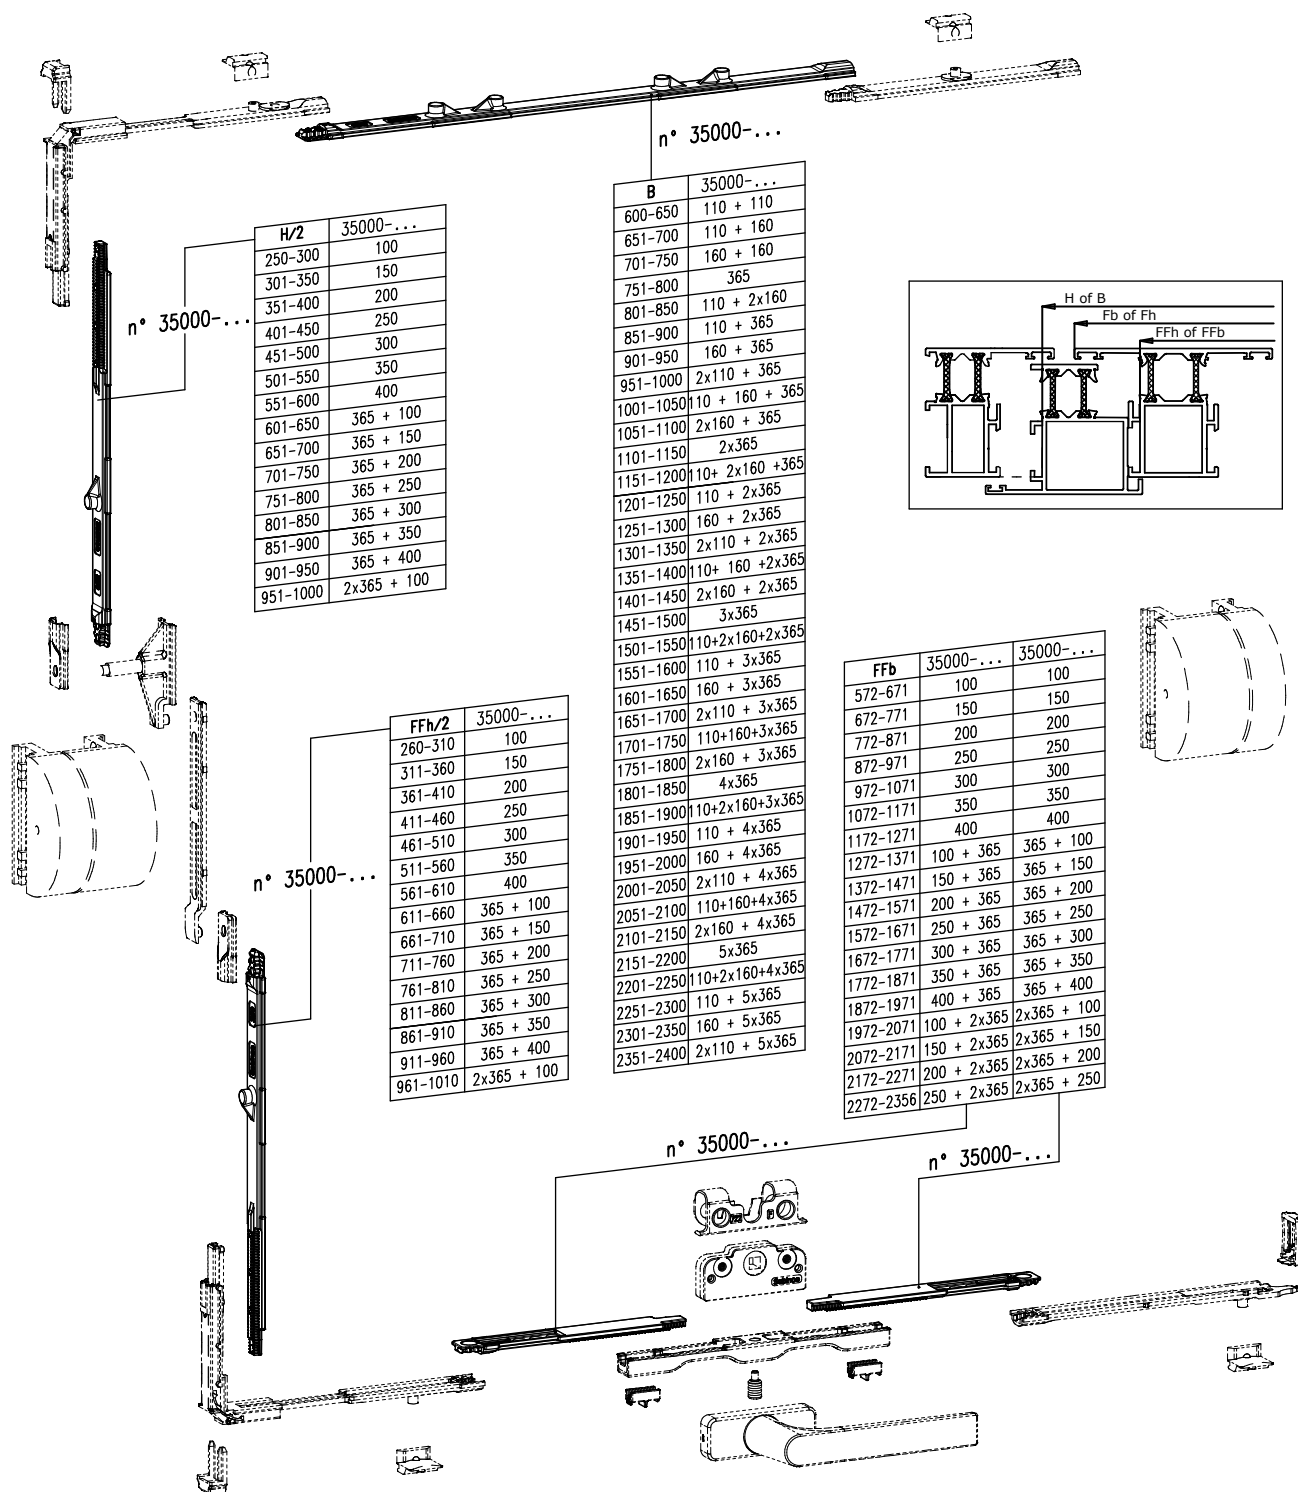 n° 35000-...
B 35000-...
600-650 110 + 110
651-700 110 + 160
701-750 160 + 160
751-800 365
801-850 110 + 2x160
851-900 110 + 365
901-950 160 + 365
951-1000 2x110 + 365
1001-1050 110 + 160 + 365
1051-1100 2x160 + 365
1101-1150 2x365
1151-1200 110+ 2x160 +365
1201-1250 110 + 2x365
1251-1300 160 + 2x365
1301-1350 2x110 + 2x365
1351-1400 110+ 160 +2x365
1401-1450 2x160 + 2x365
1451-1500 3x365
1501-1550 110+2x160+2x365
1551-1600 110 + 3x365
1601-1650 160 + 3x365
1651-1700 2x110 + 3x365
1701-1750 110+160+3x365
1751-1800 2x160 + 3x365
1801-1850 4x365
1851-1900 110+2x160+3x365
1901-1950 110 + 4x365
1951-2000 160 + 4x365
2001-2050 2x110 + 4x365
2051-2100 110+160+4x365
2101-2150 2x160 + 4x365
2151-2200 5x365
2201-2250 110+2x160+4x365
2251-2300 110 + 5x365
2301-2350 160 + 5x365
2351-2400 2x110 + 5x365
n° 35000-...
H/2 35000-...
250-300 100
301-350 150
351-400 200
401-450 250
451-500 300
501-550 350
551-600 400
601-650 365 + 100
651-700 365 + 150
701-750 365 + 200
751-800 365 + 250
801-850 365 + 300
851-900 365 + 350
901-950 365 + 400
951-1000 2x365 + 100
H of B
Fb of Fh
FFh of FFb
n° 35000-...
FFh/2 35000-...
260-310 100
311-360 150
361-410 200
411-460 250
461-510 300
511-560 350
561-610 400
611-660 365 + 100
661-710 365 + 150
711-760 365 + 200
761-810 365 + 250
811-860 365 + 300
861-910 365 + 350
911-960 365 + 400
961-1010 2x365 + 100
FFb 35000-... 35000-...
572-671 100 100
672-771 150 150
772-871 200 200
872-971 250 250
972-1071 300 300
1072-1171 350 350
1172-1271 400 400
1272-1371 100 + 365 365 + 100
1372-1471 150 + 365 365 + 150
1472-1571 200 + 365 365 + 200
1572-1671 250 + 365 365 + 250
1672-1771 300 + 365 365 + 300
1772-1871 350 + 365 365 + 350
1872-1971 400 + 365 365 + 400
1972-2071 100 + 2x365 2x365 + 100
2072-2171 150 + 2x365 2x365 + 150
2172-2271 200 + 2x365 2x365 + 200
2272-2356 250 + 2x365 2x365 + 250
n° 35000-...
n° 35000-...